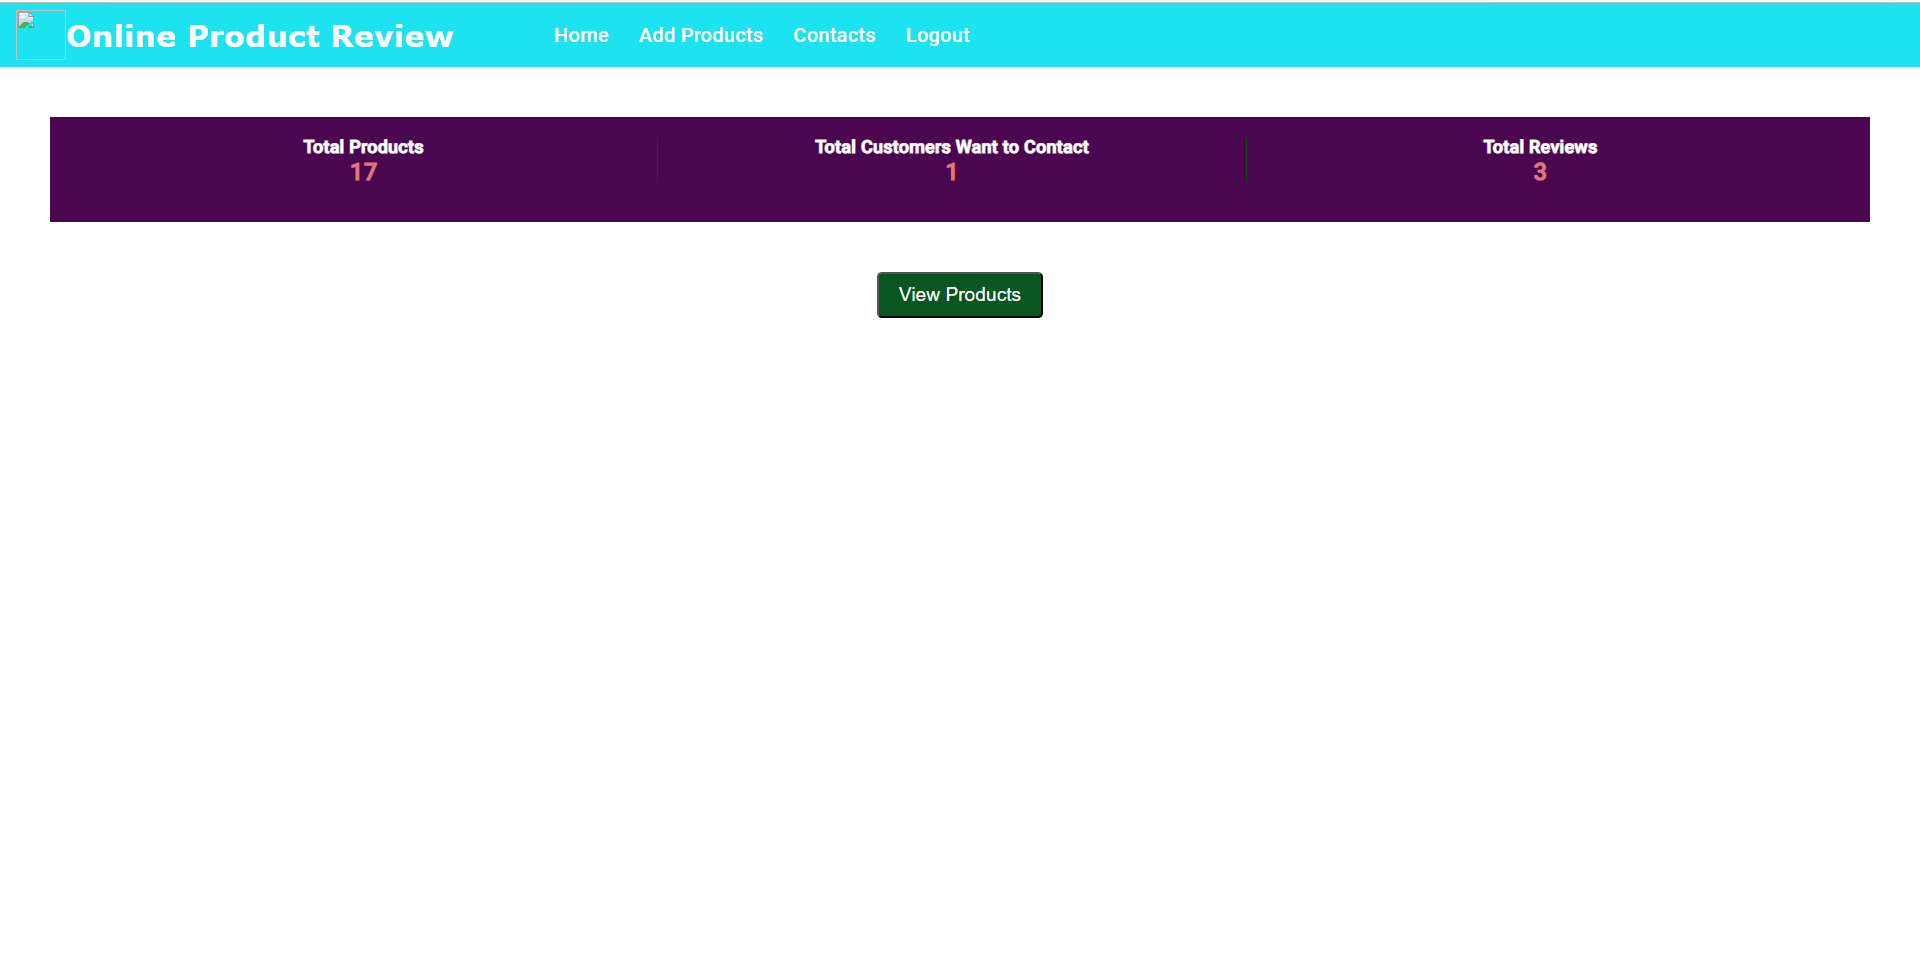 Online Product Review Home Add Products Contacts Logout
Total Products Total Customers Want to Contact Total Reviews
17 1 3
View Products